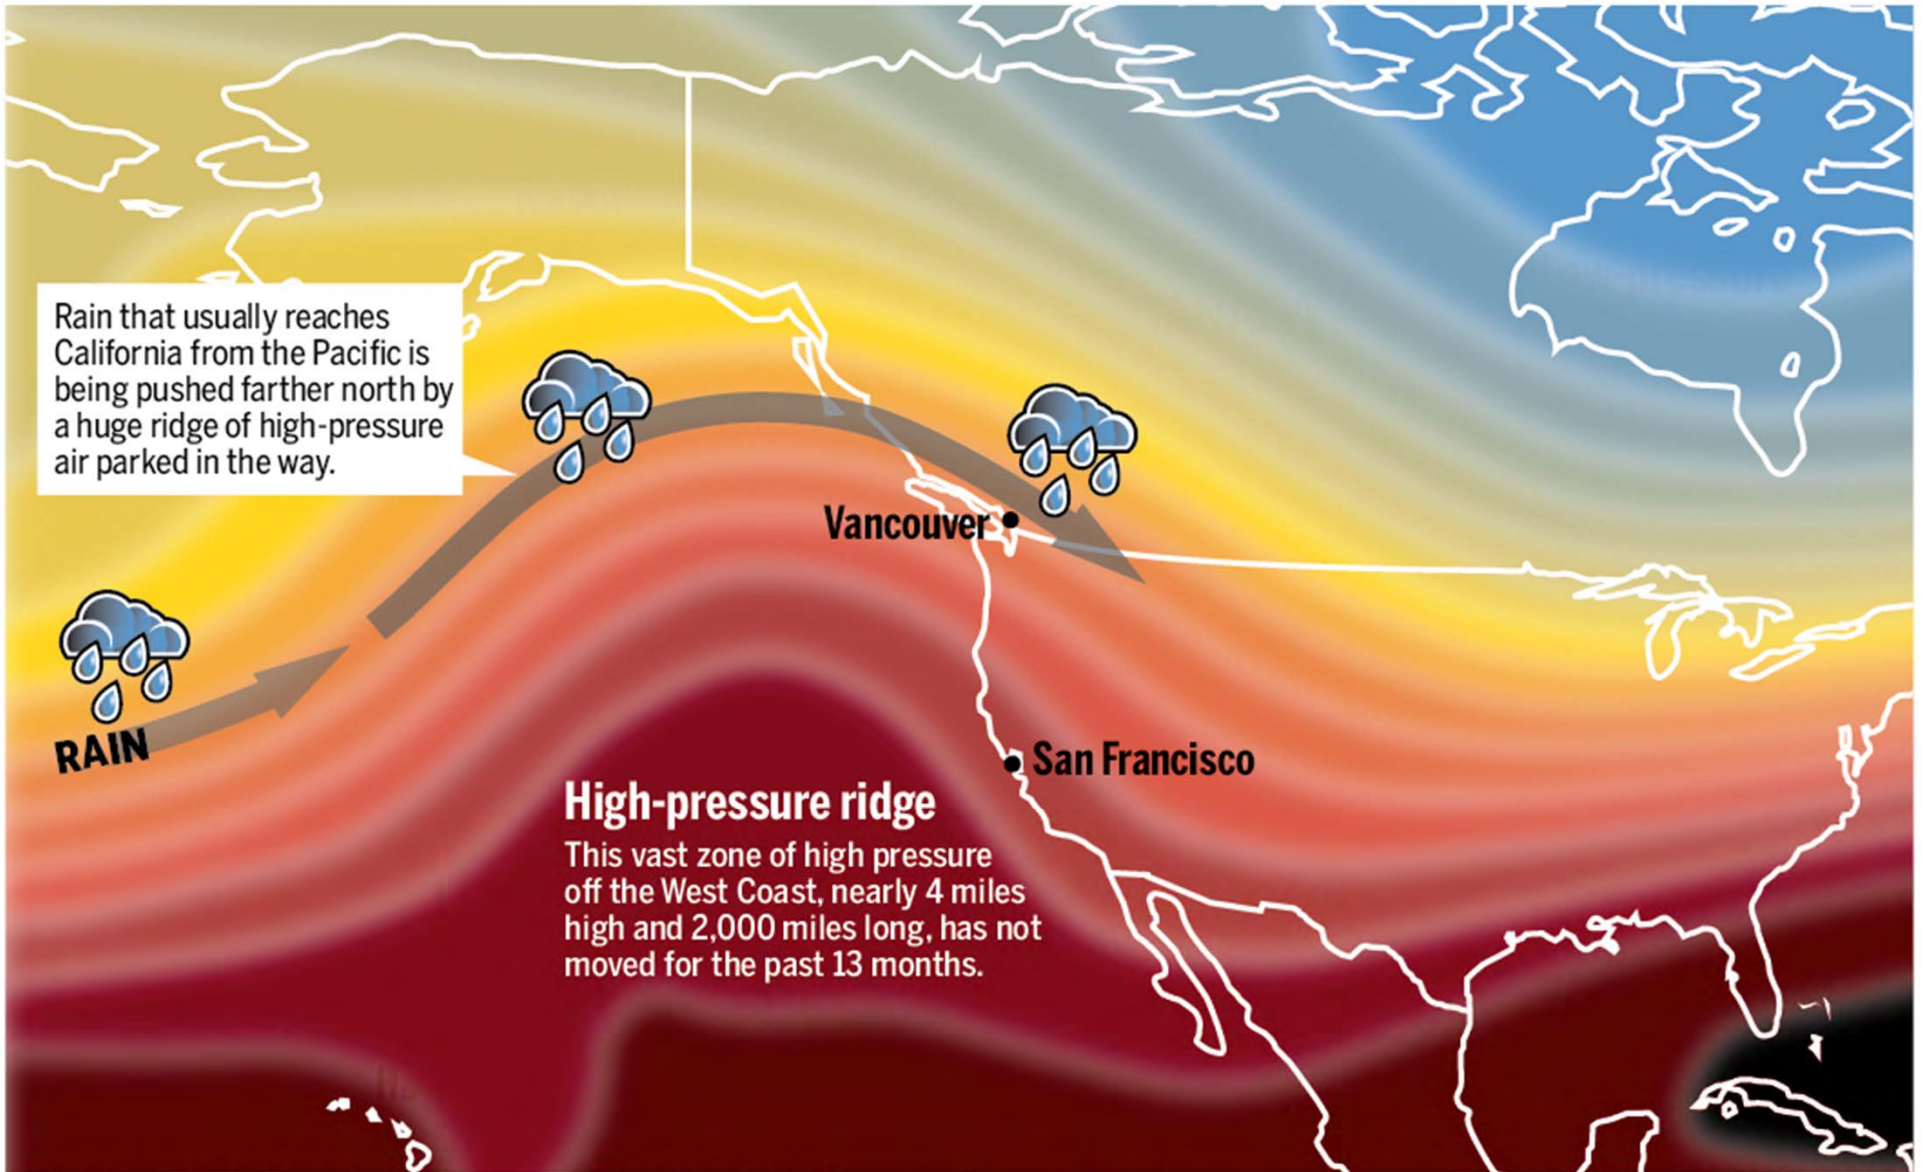 Rain that usually reaches
California from the Pacific is
being pushed farther north by
a huge ridge of high-pressure
air parked in the way.
Vancouver
RAIN
San Francisco
High-pressure ridge
This vast zone of high pressure
off the West Coast, nearly 4 miles
high and 2,000 miles long, has not
moved for the past 13 months.